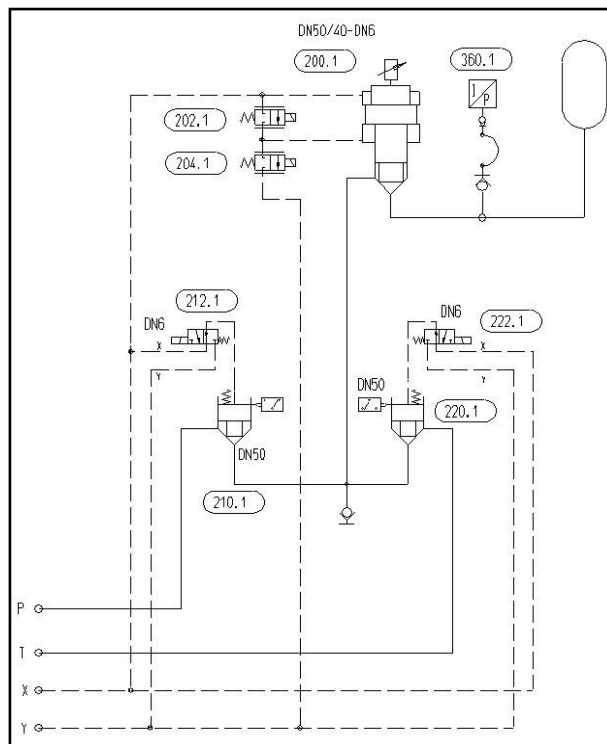 DN50/40-DN6
200.1
360.1
P
202.1
204.1
212.1
DN6
X
Y
DN6
222.1
X
Y
DN50
220.1
DN50
210.1
P
T
X
Y